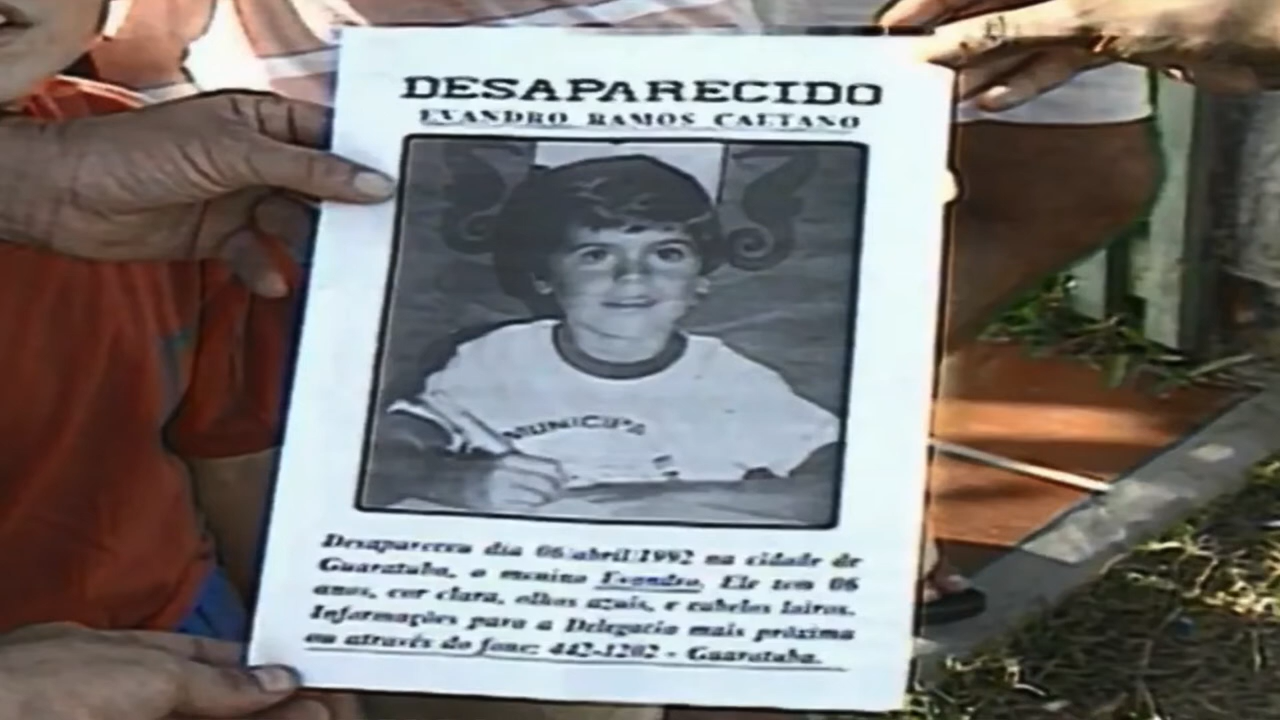 DESAPARECIDO
EVANDRO RAMOS CAETANO
MUNICIPA
Desapareceu dia 06/abril/1992 na cidade de
Guaratuba, o menino Evandro. Ele tem 06
anos, cor clara, olhos azuis, e cabelos loiros.
Informações para a Delegacia mais próxima
ou através do fone: 442-1202 - Guaratuba.